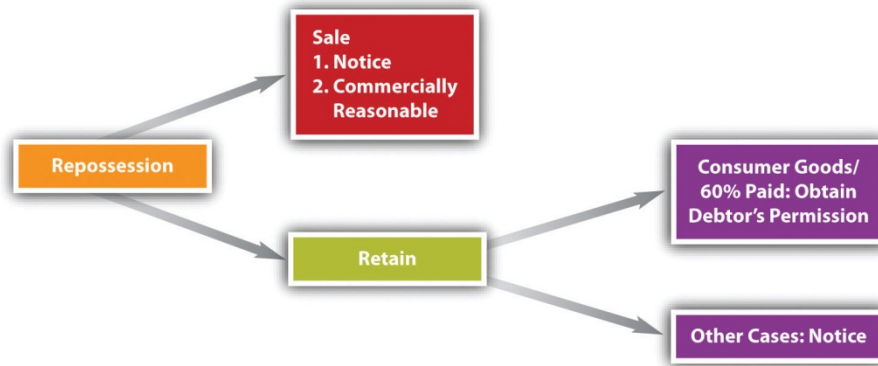 Sale
1. Notice
2. Commercially
Reasonable
Repossession
Consumer Goods/
60% Paid: Obtain
Debtor's Permission
Retain
Other Cases: Notice